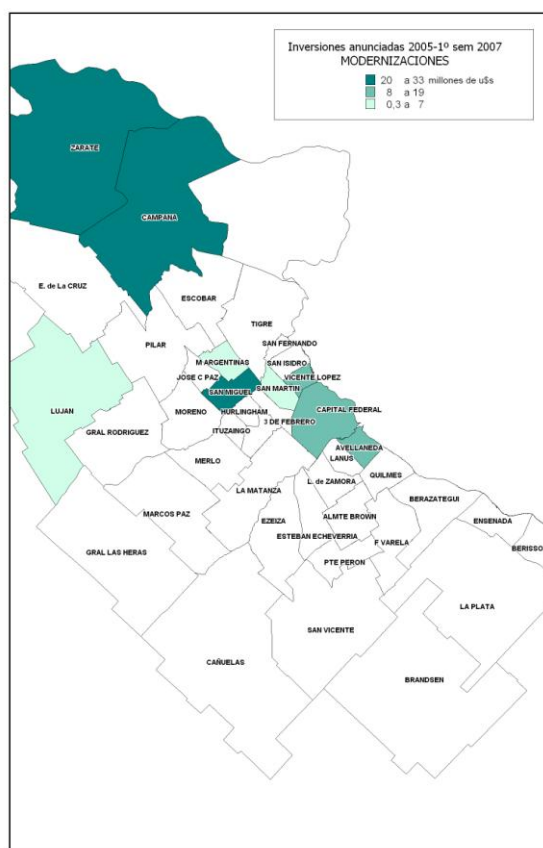 Inversiones anunciadas 2005-1º sem 2007
MODERNIZACIONES
20 a 33 millones de u$s
8 a 19
0,3 a 7
ZARATE
CAMPANA
E. de La CRUZ
ESCOBAR
TIGRE
PILAR
SAN FERNANDO
M ARGENTINAS
SAN ISIDRO
JOSE C PAZ
VICENTE LOPEZ
SAN MIGUEL
SAN MARTIN
LUJAN
MORENO
HURLINGHAM
CAPITAL FEDERAL
GRAL RODRIGUEZ
ITUZAINGO
3 DE FEBRERO
AVELLANEDA
MERLO
LANUS
QUILMES
LA MATANZA
L. de ZAMORA
BERAZATEGUI
MARCOS PAZ
EZEIZA
ALMTE BROWN
ENSENADA
ESTEBAN ECHEVERRIA
F VARELA
BERISSO
GRAL LAS HERAS
PTE PERON
LA PLATA
SAN VICENTE
CAÑUELAS
BRANDSEN